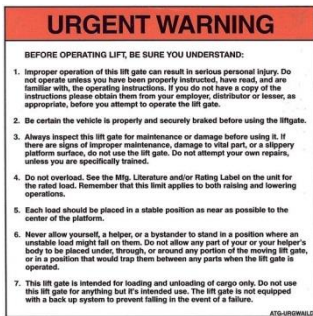 URGENT WARNING
BEFORE OPERATING LIFT, BE SURE YOU UNDERSTAND:
1. Improper operation of this lift gate can result in serious personal injury. Do
not operate unless you have been properly instructed, have read, and are
familiar with, the operating instructions. If you do not have a copy of the
instructions please obtain them from your employer, distributor or lesser, as
appropriate, before you attempt to operate the lift gate.
2. Be certain the vehicle is properly and securely braked before using the liftgate.
3. Always inspect this lift gate for maintenance or damage before using it. If
there are signs of improper maintenance, damage to vital part, or a slippery
platform surface, do not use the lift gate. Do not attempt your own repairs,
unless you are specifically trained.
4. Do not overload. See the Mfg. Literature and/or Rating Label on the unit for
the rated load. Remember that this limit applies to both raising and lowering
operations.
5. Each load should be placed in a stable position as near as possible to the
center of the platform.
6. Never allow yourself, a helper, or a bystander to stand in a position where an
unstable load might fall on them. Do not allow any part of your or your helper's
body to be placed under, through, or around any portion of the moving lift gate,
or in a position that would trap them between any parts when the lift gate is
operated.
7. This lift gate is intended for loading and unloading of cargo only. Do not use
this lift gate for anything but it's intended use. The lift gate is not equipped
with a back up system to prevent falling in the event of a failure.
ATG-URGWAILD